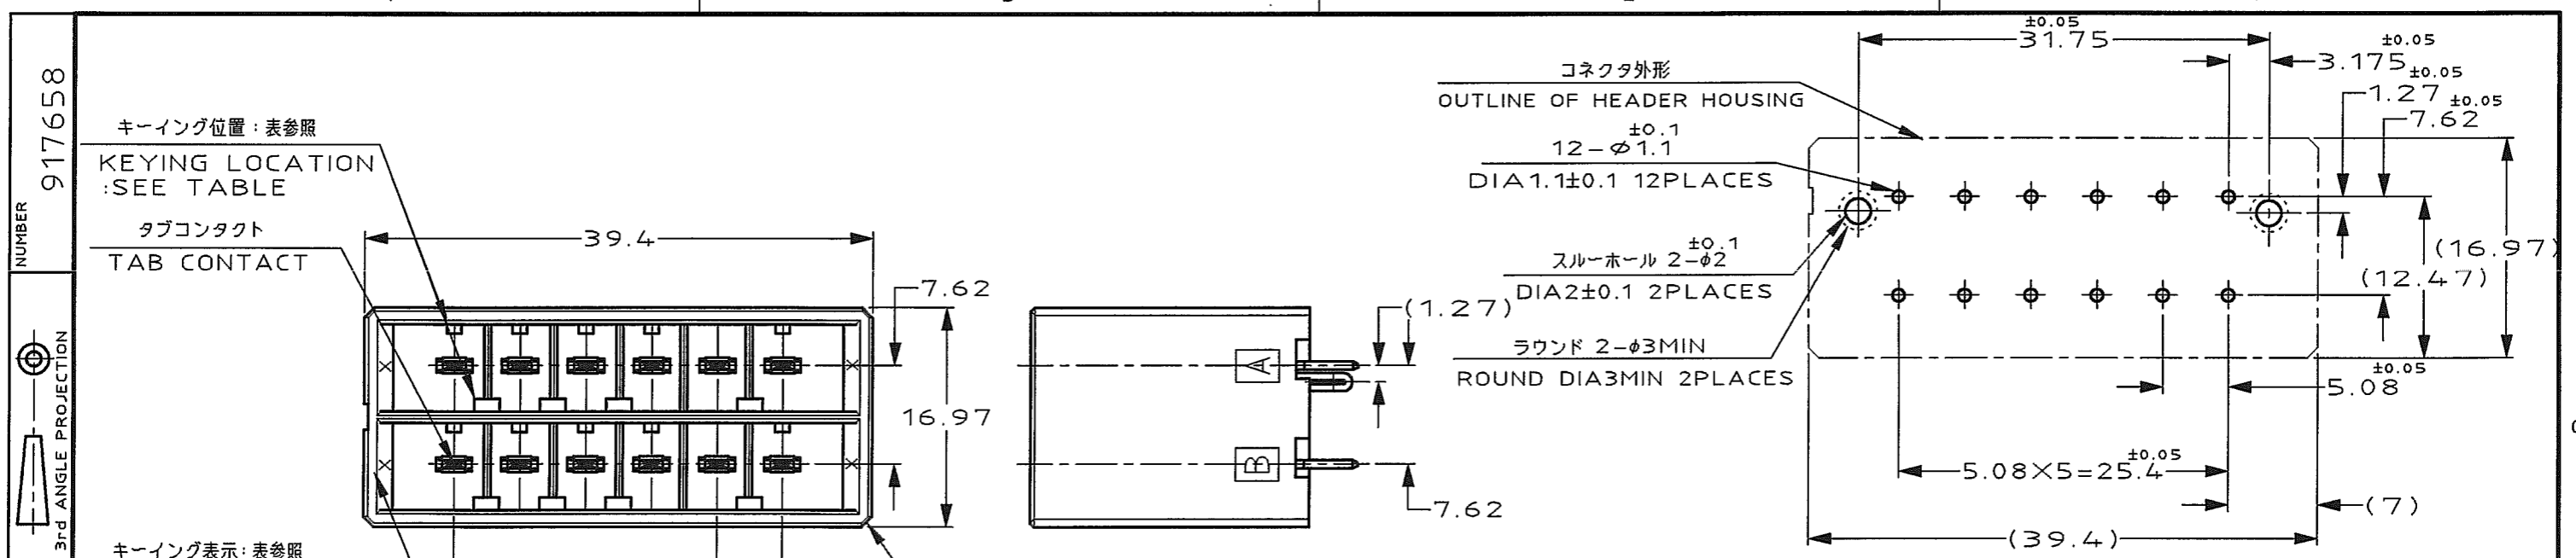 NUMBER
917658
3rd ANGLE PROJECTION
キーイング位置：表参照
KEYING LOCATION
:SEE TABLE
タブコンタクト
TAB CONTACT
キーイング表示：表参照
39.4
7.62
16.97
(1.27)
A
B
7.62
コネクタ外形
OUTLINE OF HEADER HOUSING
±0.1
12-φ1.1
DIA1.1±0.1 12PLACES
±0.1
スルーホール 2-φ2
DIA2±0.1 2PLACES
ラウンド 2-φ3MIN
ROUND DIA3MIN 2PLACES
±0.05
31.75
±0.05
3.175
±0.05
1.27
±0.05
7.62
(16.97)
(12.47)
±0.05
5.08
±0.05
5.08X5=25.4
(7)
(39.4)